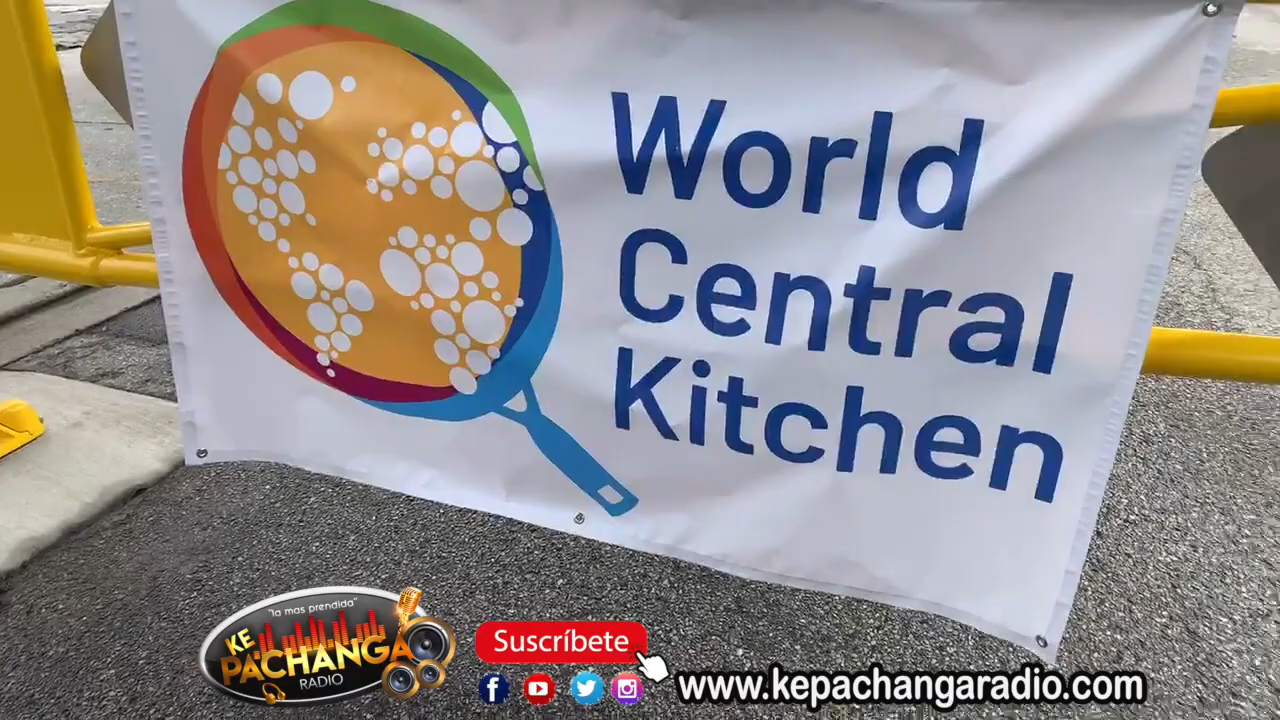 World
Central
Kitchen
"la mas prendida"
KE
PACHANGA
RADIO
Suscríbete
www.kepachangaradio.com